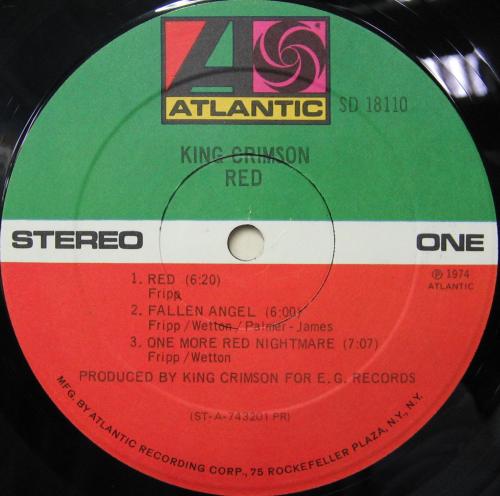 ATLANTIC
SD 18110
KING CRIMSON
RED
STEREO ONE
1. RED (6:20)
Fripp
℗ 1974
ATLANTIC
2. FALLEN ANGEL (6:00)
Fripp/Wetton/Palmer-James
3. ONE MORE RED NIGHTMARE (7:07)
Fripp/Wetton
PRODUCED BY KING CRIMSON FOR E.G. RECORDS
(ST-A-743201 PR)
MFG. BY ATLANTIC RECORDING CORP., 75 ROCKEFELLER PLAZA, N.Y., N.Y.